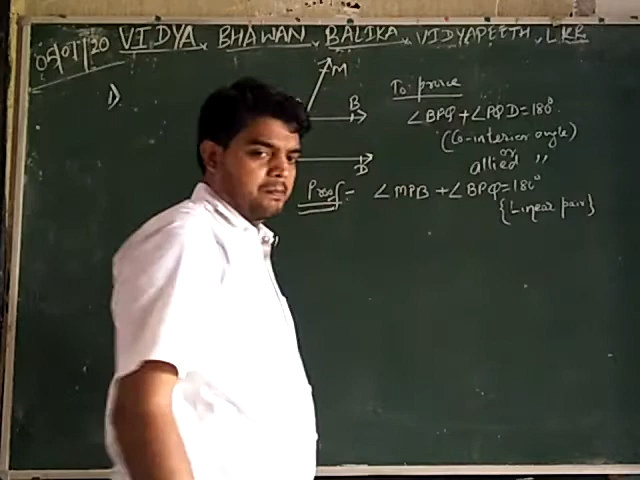 05/07/20 VIDYA BHAWAN BALIKA VIDYAPEETH, LKR
1)
M
B
D
To prove
∠BPQ + ∠PQD = 180°
(Co-interior angle)
or
allied "
Proof :- ∠MPB + ∠BPQ = 180°
{Linear pair}